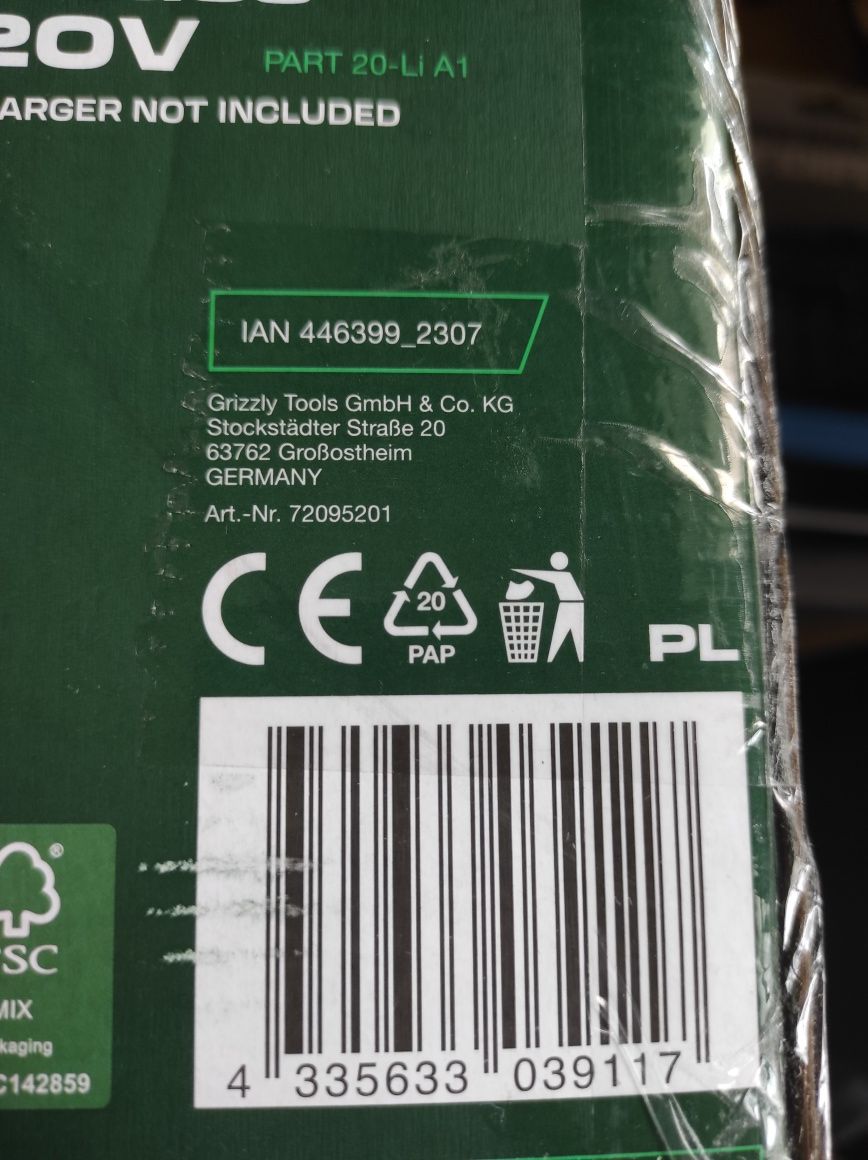 20V PART 20-Li A1
ARGER NOT INCLUDED
IAN 446399_2307
Grizzly Tools GmbH & Co. KG
Stockstädter Straße 20
63762 Großostheim
GERMANY
Art.-Nr. 72095201
CE
20
PAP
PL
®
FSC
MIX
kaging
C142859
4 335633 039117